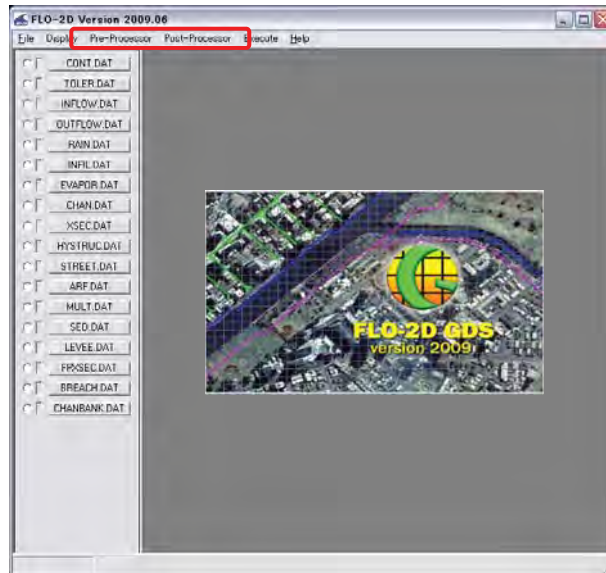 FLO-2D Version 2009.06
File Display Pre-Processor Post-Processor Execute Help
CONT.DAT
TOLER.DAT
INFLOW.DAT
OUTFLOW.DAT
RAIN.DAT
INFIL.DAT
EVAPOR.DAT
CHAN.DAT
XSEC.DAT
HYSTRUC.DAT
STREET.DAT
ARF.DAT
MULT.DAT
SED.DAT
LEVEE.DAT
FPXSEC.DAT
BREACH.DAT
CHANBANK.DAT
FLO-2D GDS
version 2009